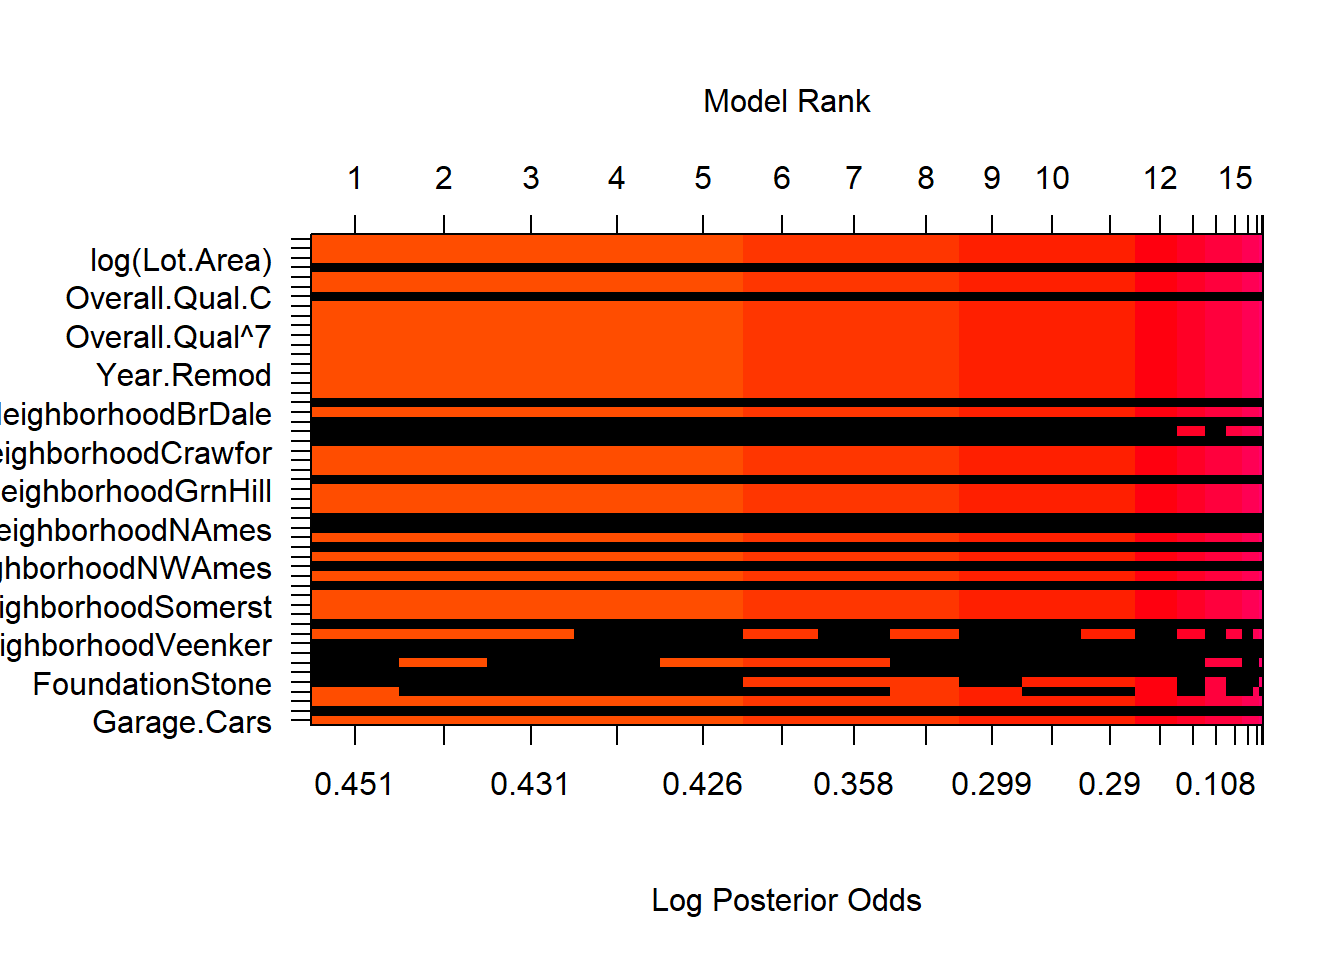 Model Rank
1 2 3 4 5 6 7 8 9 10 12 15
log(Lot.Area)
Overall.Qual.C
Overall.Qual^7
Year.Remod
leighborhoodBrDale
eighborhoodCrawfor
eighborhoodGrnHill
eighborhoodNAmes
ghborhoodNWAmes
ighborhoodSomerst
ighborhoodVeenker
FoundationStone
Garage.Cars
0.451 0.431 0.426 0.358 0.299 0.29 0.108
Log Posterior Odds